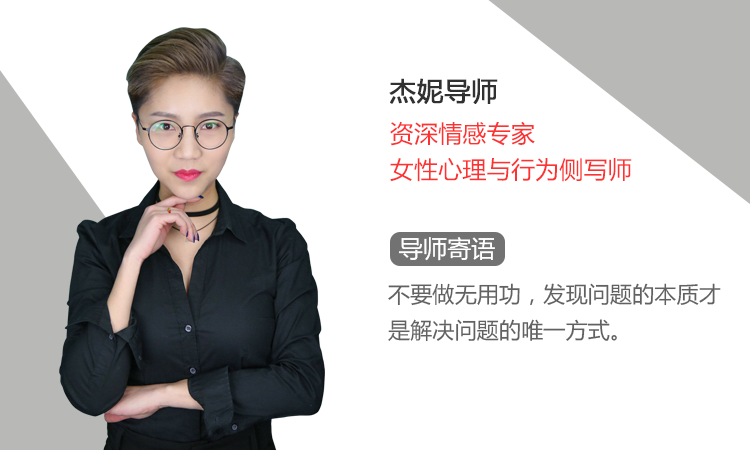 杰妮导师
资深情感专家
女性心理与行为侧写师
导师寄语
不要做无用功，发现问题的本质才
是解决问题的唯一方式。